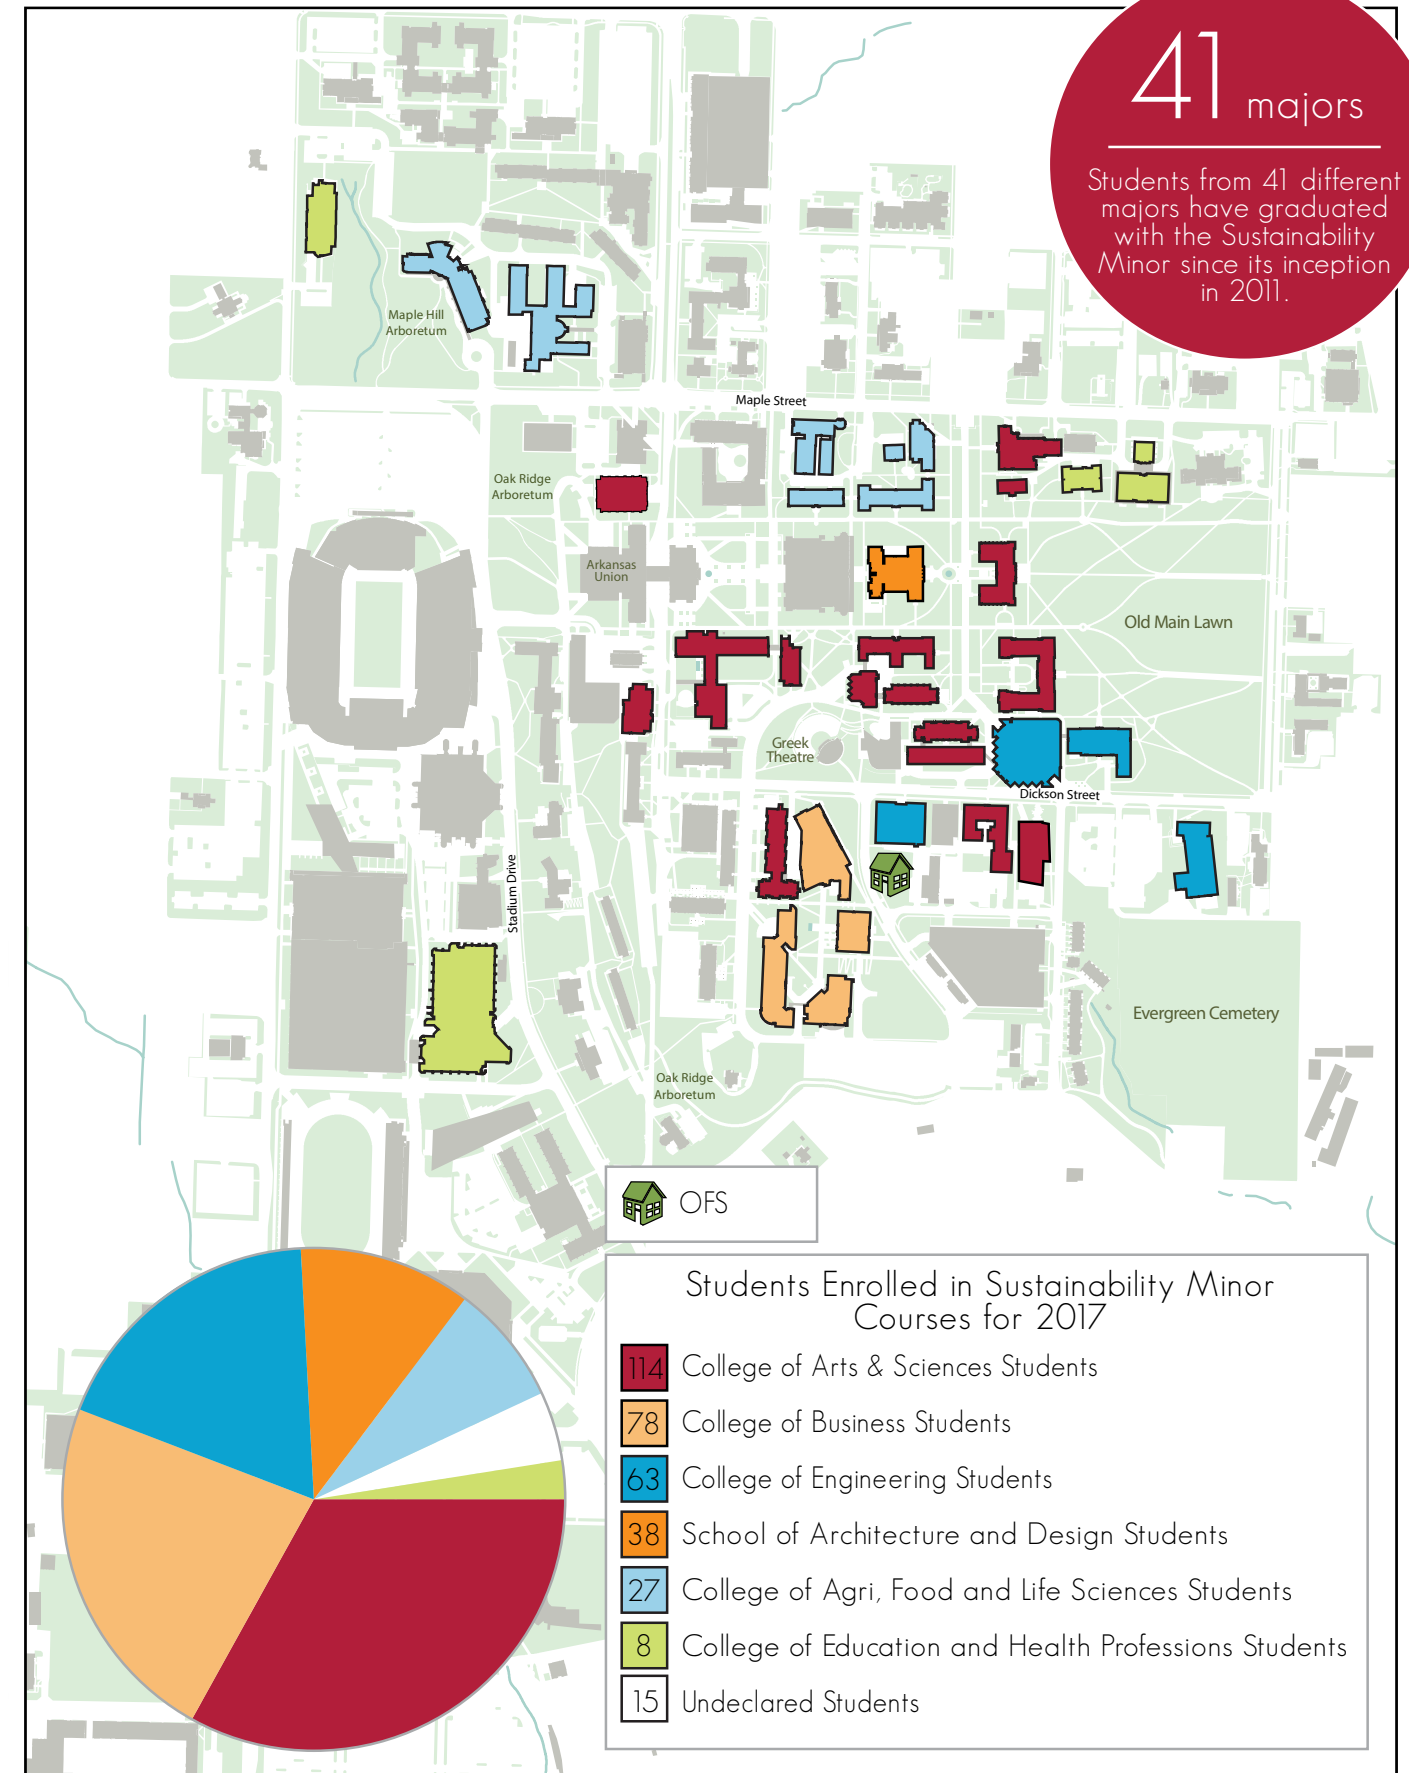 41 majors
Students from 41 different
majors have graduated
with the Sustainability
Minor since its inception
in 2011.
Maple Hill
Arboretum
Maple Street
Oak Ridge
Arboretum
Arkansas
Union
Old Main Lawn
Greek
Theatre
Dickson Street
Stadium Drive
Evergreen Cemetery
Oak Ridge
Arboretum
OFS
Students Enrolled in Sustainability Minor
Courses for 2017
114 College of Arts & Sciences Students
78 College of Business Students
63 College of Engineering Students
38 School of Architecture and Design Students
27 College of Agri, Food and Life Sciences Students
8 College of Education and Health Professions Students
15 Undeclared Students